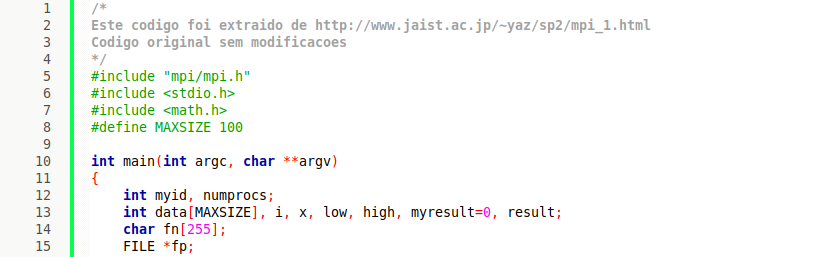 1 /*
2 Este codigo foi extraido de http://www.jaist.ac.jp/~yaz/sp2/mpi_1.html
3 Codigo original sem modificacoes
4 */
5 #include "mpi/mpi.h"
6 #include <stdio.h>
7 #include <math.h>
8 #define MAXSIZE 100
9
10 int main(int argc, char **argv)
11 {
12     int myid, numprocs;
13     int data[MAXSIZE], i, x, low, high, myresult=0, result;
14     char fn[255];
15     FILE *fp;